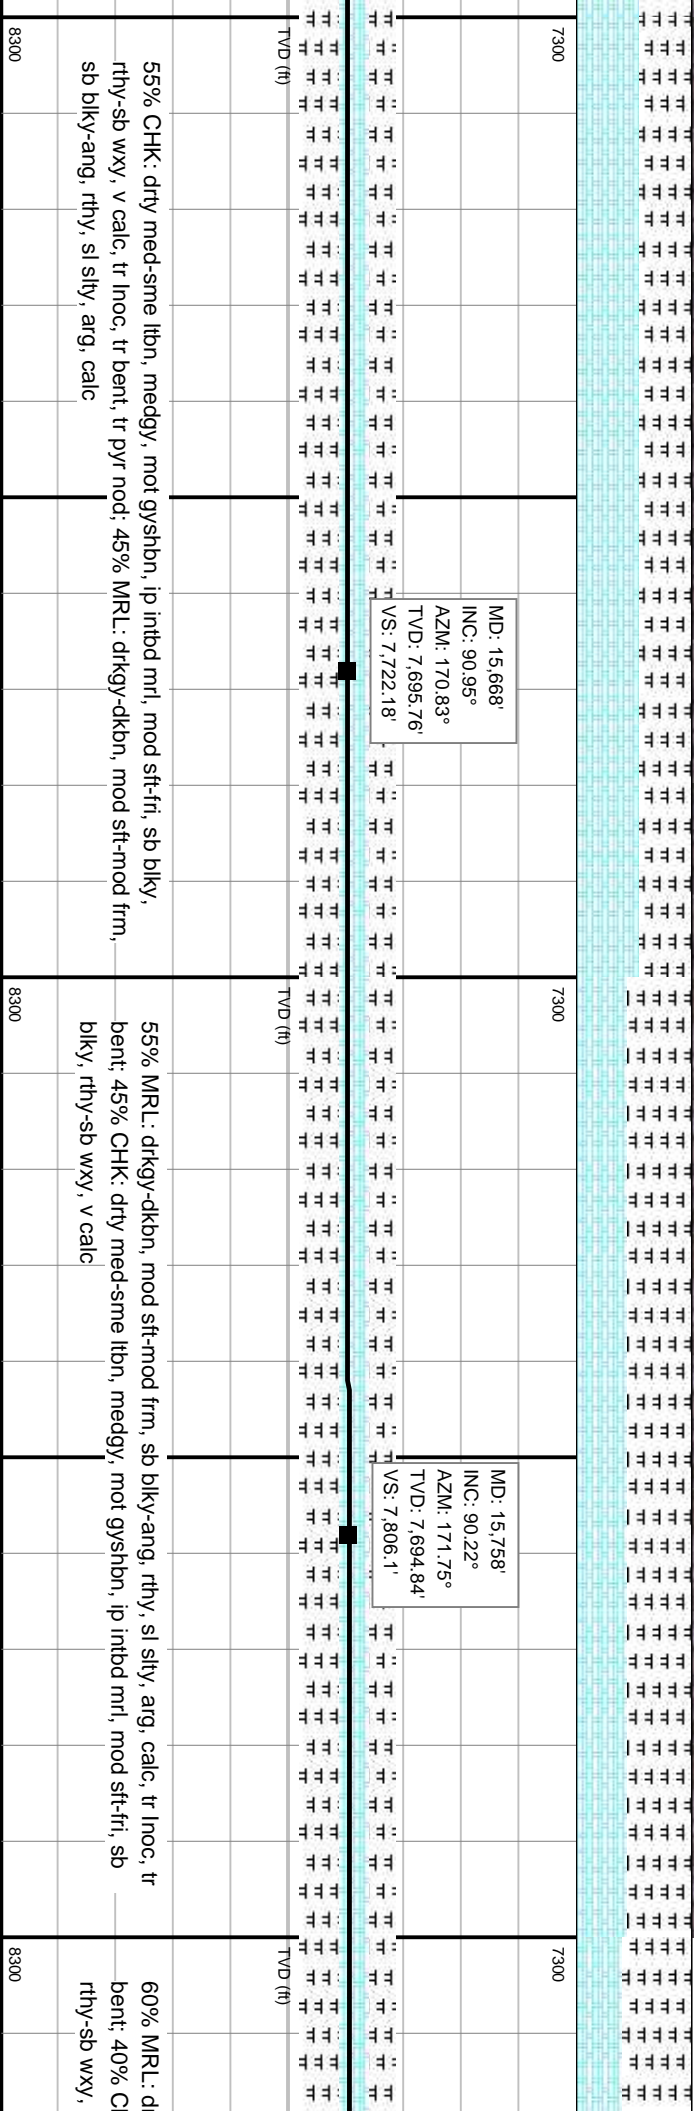 7300
TVD (ft)
8300
55% CHK: drty med-sme ltbn, medgy, mot gyshbn, ip intbd mrl, mod sft-fri, sb blky,
rthy-sb wxy, v calc, tr Inoc, tr bent, tr pyr nod; 45% MRL: drkgy-dkbn, mod sft-mod frm,
sb blky-ang, rthy, sl slty, arg, calc
MD: 15,668'
INC: 90.95°
AZM: 170.83°
TVD: 7,695.76'
VS: 7,722.18'
7300
TVD (ft)
8300
55% MRL: drkgy-dkbn, mod sft-mod frm, sb blky-ang, rthy, sl slty, arg, calc, tr Inoc, tr
bent; 45% CHK: drty med-sme ltbn, medgy, mot gyshbn, ip intbd mrl, mod sft-fri, sb
blky, rthy-sb wxy, v calc
MD: 15,758'
INC: 90.22°
AZM: 171.75°
TVD: 7,694.84'
VS: 7,806.1'
7300
TVD (ft)
8300
60% MRL:
bent; 40%
rthy-sb wxy,